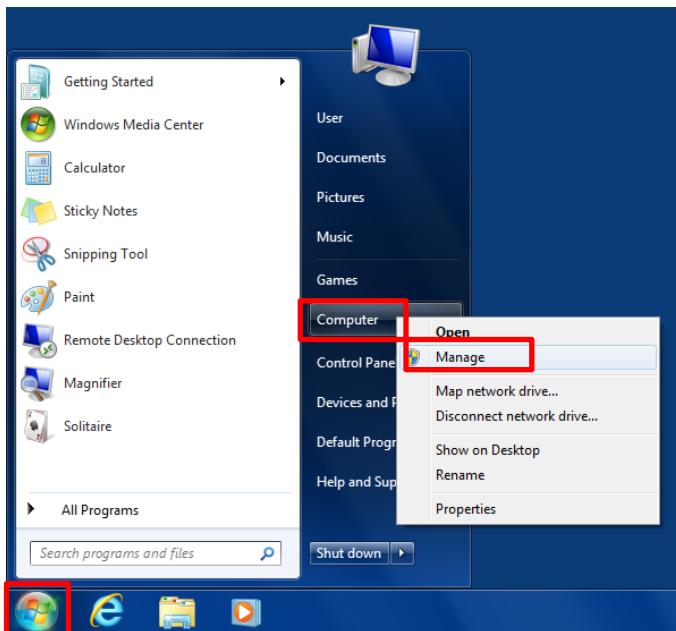 Getting Started
Windows Media Center
Calculator
Sticky Notes
Snipping Tool
Paint
Remote Desktop Connection
Magnifier
Solitaire
All Programs
Search programs and files
User
Documents
Pictures
Music
Games
Computer
Control Pane
Devices and P
Default Progr
Help and Sup
Shut down
Open
Manage
Map network drive...
Disconnect network drive...
Show on Desktop
Rename
Properties